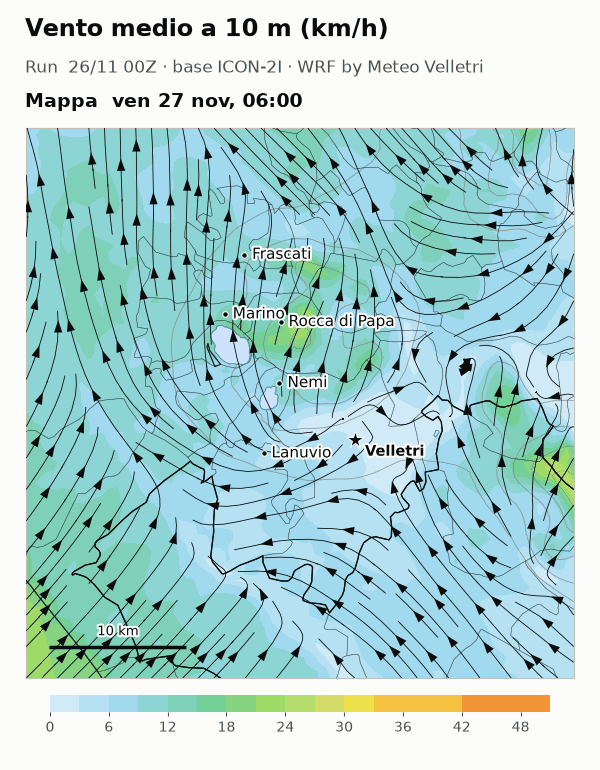 Vento medio a 10 m (km/h)
Run 26/11 00Z · base ICON-2I · WRF by Meteo Velletri
Mappa ven 27 nov, 06:00
Frascati
Marino
Rocca di Papa
Nemi
Velletri
Lanuvio
10 km
0 6 12 18 24 30 36 42 48